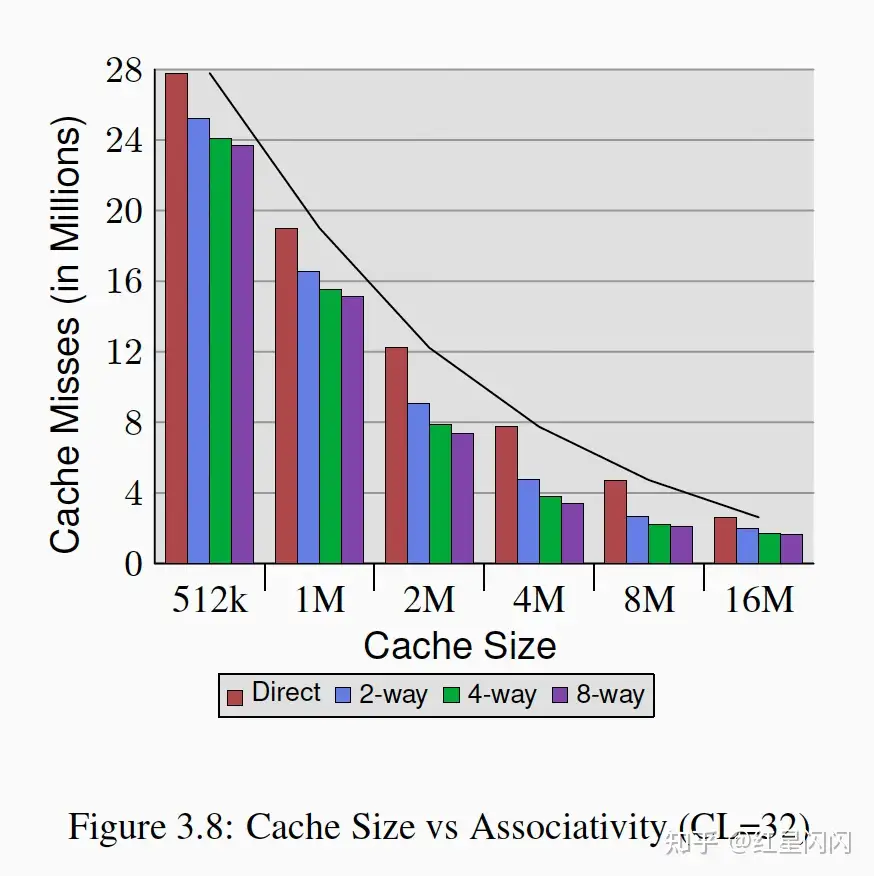 28
24
20
16
12
8
4
0
Cache Misses (in Millions)
512k 1M 2M 4M 8M 16M
Cache Size
Direct 2-way 4-way 8-way
Figure 3.8: Cache Size vs Associativity (CL=32)
知乎 @红星闪闪